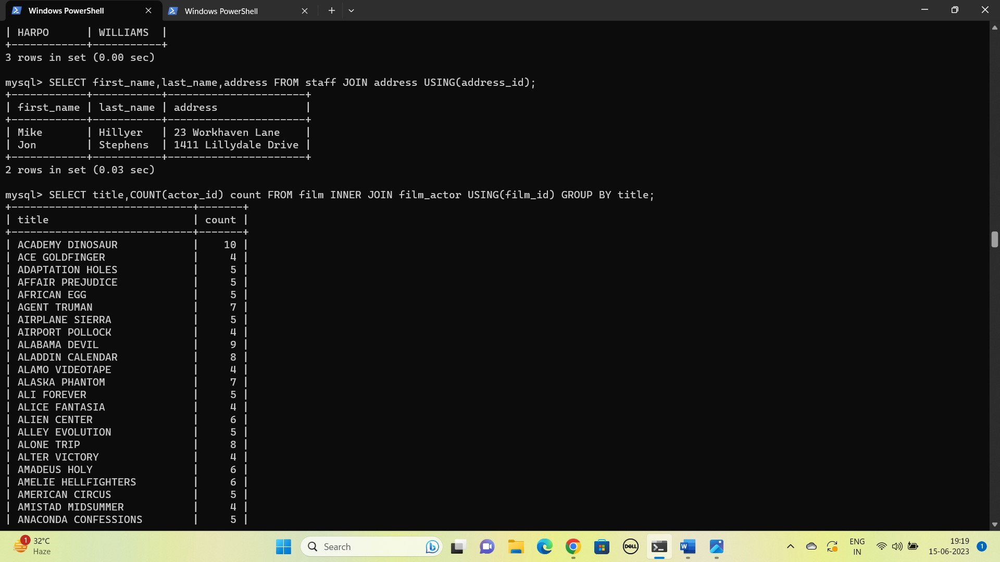 Windows PowerShell
Windows PowerShell
| HARPO      | WILLIAMS  |
+------------+-----------+
3 rows in set (0.00 sec)
mysql> SELECT first_name,last_name,address FROM staff JOIN address USING(address_id);
+------------+-----------+----------------------+
| first_name | last_name | address              |
+------------+-----------+----------------------+
| Mike       | Hillyer   | 23 Workhaven Lane    |
| Jon        | Stephens  | 1411 Lillydale Drive |
+------------+-----------+----------------------+
2 rows in set (0.03 sec)
mysql> SELECT title,COUNT(actor_id) count FROM film INNER JOIN film_actor USING(film_id) GROUP BY title;
+-----------------------------+-------+
| title                       | count |
+-----------------------------+-------+
| ACADEMY DINOSAUR            |    10 |
| ACE GOLDFINGER              |     4 |
| ADAPTATION HOLES            |     5 |
| AFFAIR PREJUDICE            |     5 |
| AFRICAN EGG                 |     5 |
| AGENT TRUMAN                |     7 |
| AIRPLANE SIERRA             |     5 |
| AIRPORT POLLOCK             |     4 |
| ALABAMA DEVIL               |     9 |
| ALADDIN CALENDAR            |     8 |
| ALAMO VIDEOTAPE             |     4 |
| ALASKA PHANTOM              |     7 |
| ALI FOREVER                 |     5 |
| ALICE FANTASIA              |     4 |
| ALIEN CENTER                |     6 |
| ALLEY EVOLUTION             |     5 |
| ALONE TRIP                  |     8 |
| ALTER VICTORY               |     4 |
| AMADEUS HOLY                |     6 |
| AMELIE HELLFIGHTERS         |     6 |
| AMERICAN CIRCUS             |     5 |
| AMISTAD MIDSUMMER           |     4 |
| ANACONDA CONFESSIONS        |     5 |
1
32°C
Haze
Search
DELL
W
ENG
IN
19:19
15-06-2023
1